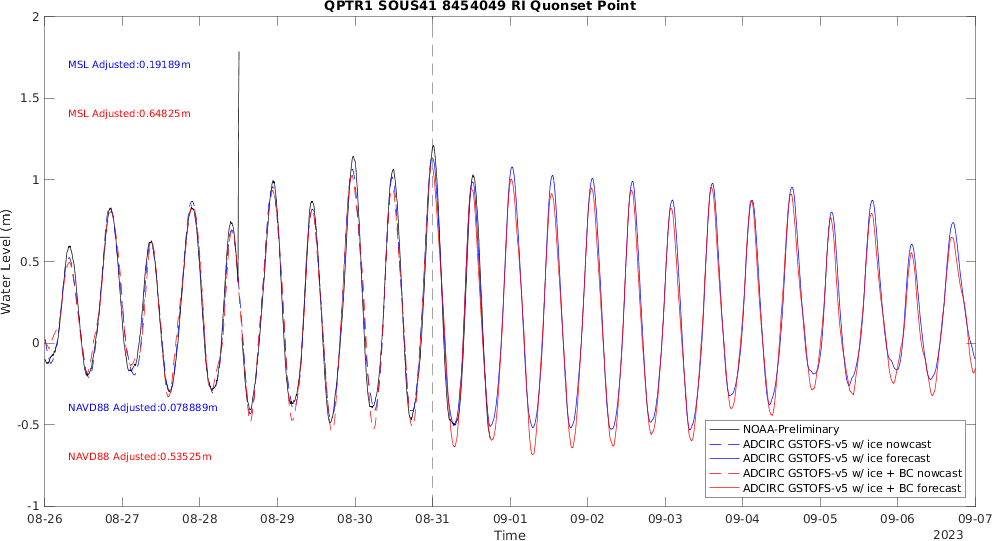 QPTR1 SOUS41 8454049 RI Quonset Point
2
1.5
1
0.5
0
-0.5
-1
Water Level (m)
MSL Adjusted:0.19189m
MSL Adjusted:0.64825m
NAVD88 Adjusted:0.078889m
NAVD88 Adjusted:0.53525m
NOAA-Preliminary
ADCIRC GSTOFS-v5 w/ ice nowcast
ADCIRC GSTOFS-v5 w/ ice forecast
ADCIRC GSTOFS-v5 w/ ice + BC nowcast
ADCIRC GSTOFS-v5 w/ ice + BC forecast
08-26 08-27 08-28 08-29 08-30 08-31 09-01 09-02 09-03 09-04 09-05 09-06 09-07
Time
2023